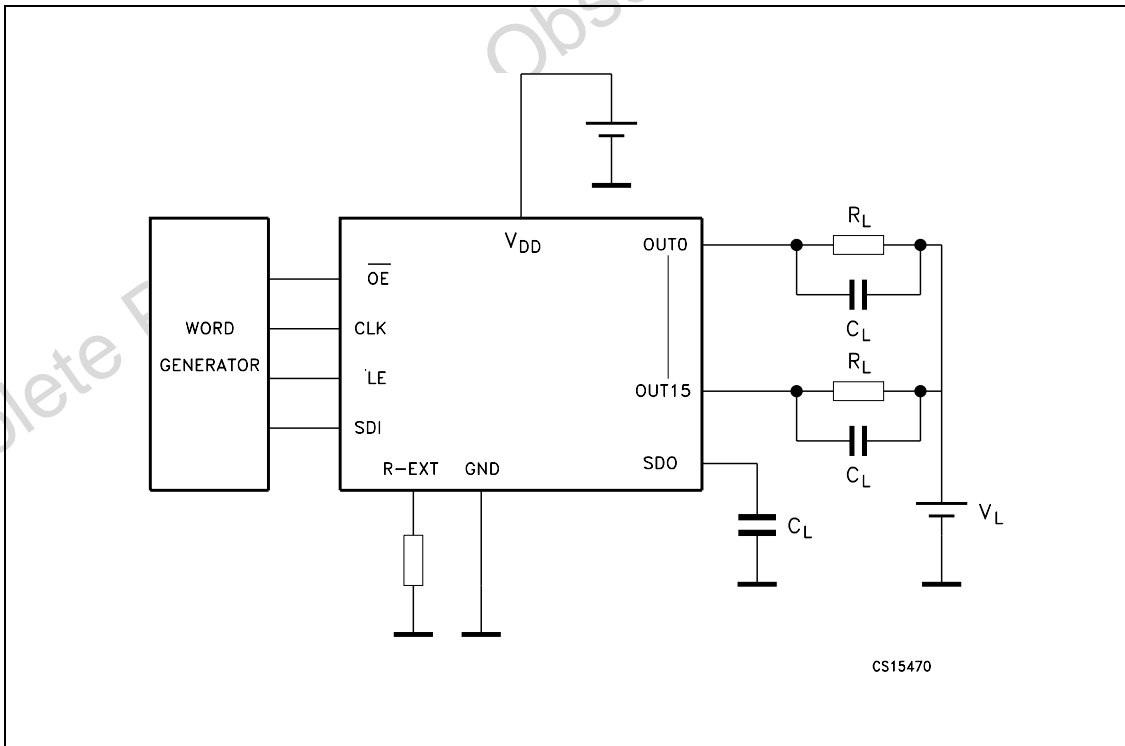 V_DD
OUT0
R_L
OE
C_L
WORD
GENERATOR
CLK
R_L
LE
OUT15
SDI
C_L
R-EXT
GND
SDO
C_L
V_L
CS15470